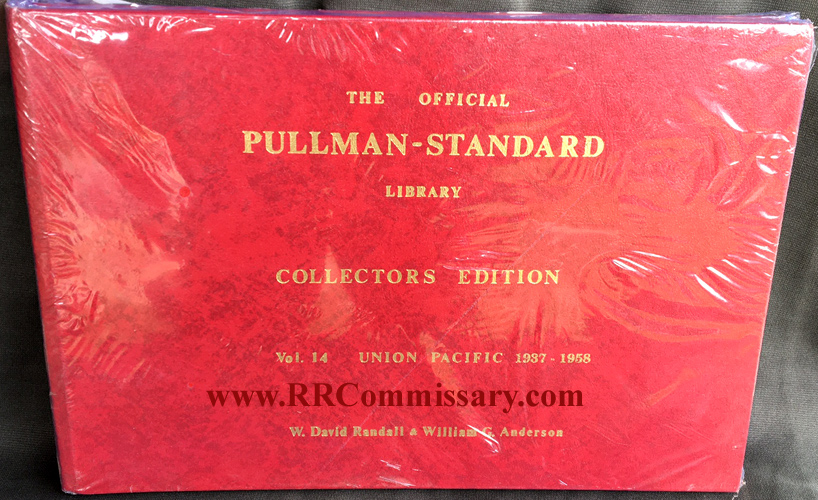 THE OFFICIAL
PULLMAN-STANDARD
LIBRARY
COLLECTORS EDITION
Vol. 14 UNION PACIFIC 1937-1958
www.RRCommissary.com
W. David Randall & William G. Anderson